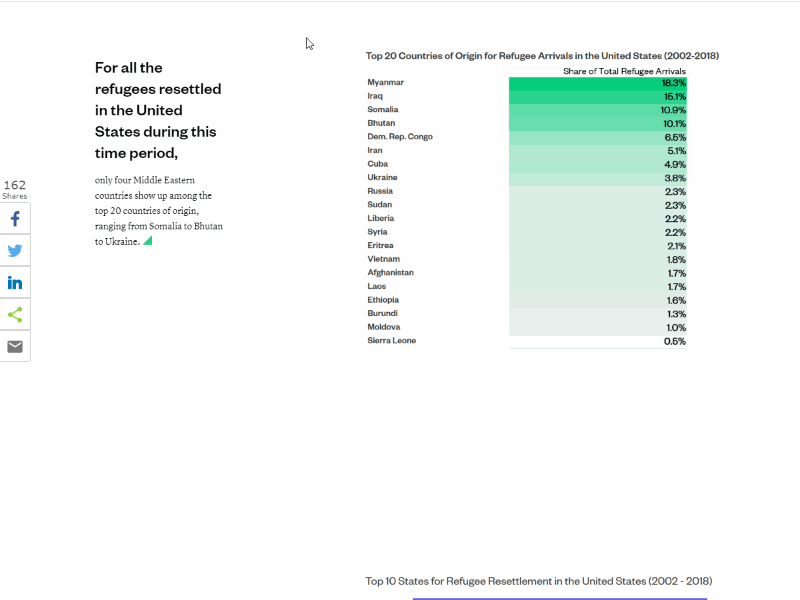 For all the
refugees resettled
in the United
States during this
time period,
only four Middle Eastern
countries show up among the
top 20 countries of origin,
ranging from Somalia to Bhutan
to Ukraine.
162
Shares
Top 20 Countries of Origin for Refugee Arrivals in the United States (2002-2018)
Share of Total Refugee Arrivals
Myanmar 18.3%
Iraq 15.1%
Somalia 10.9%
Bhutan 10.1%
Dem. Rep. Congo 6.5%
Iran 5.1%
Cuba 4.9%
Ukraine 3.8%
Russia 2.3%
Sudan 2.3%
Liberia 2.2%
Syria 2.2%
Eritrea 2.1%
Vietnam 1.8%
Afghanistan 1.7%
Laos 1.7%
Ethiopia 1.6%
Burundi 1.3%
Moldova 1.0%
Sierra Leone 0.5%
Top 10 States for Refugee Resettlement in the United States (2002 - 2018)